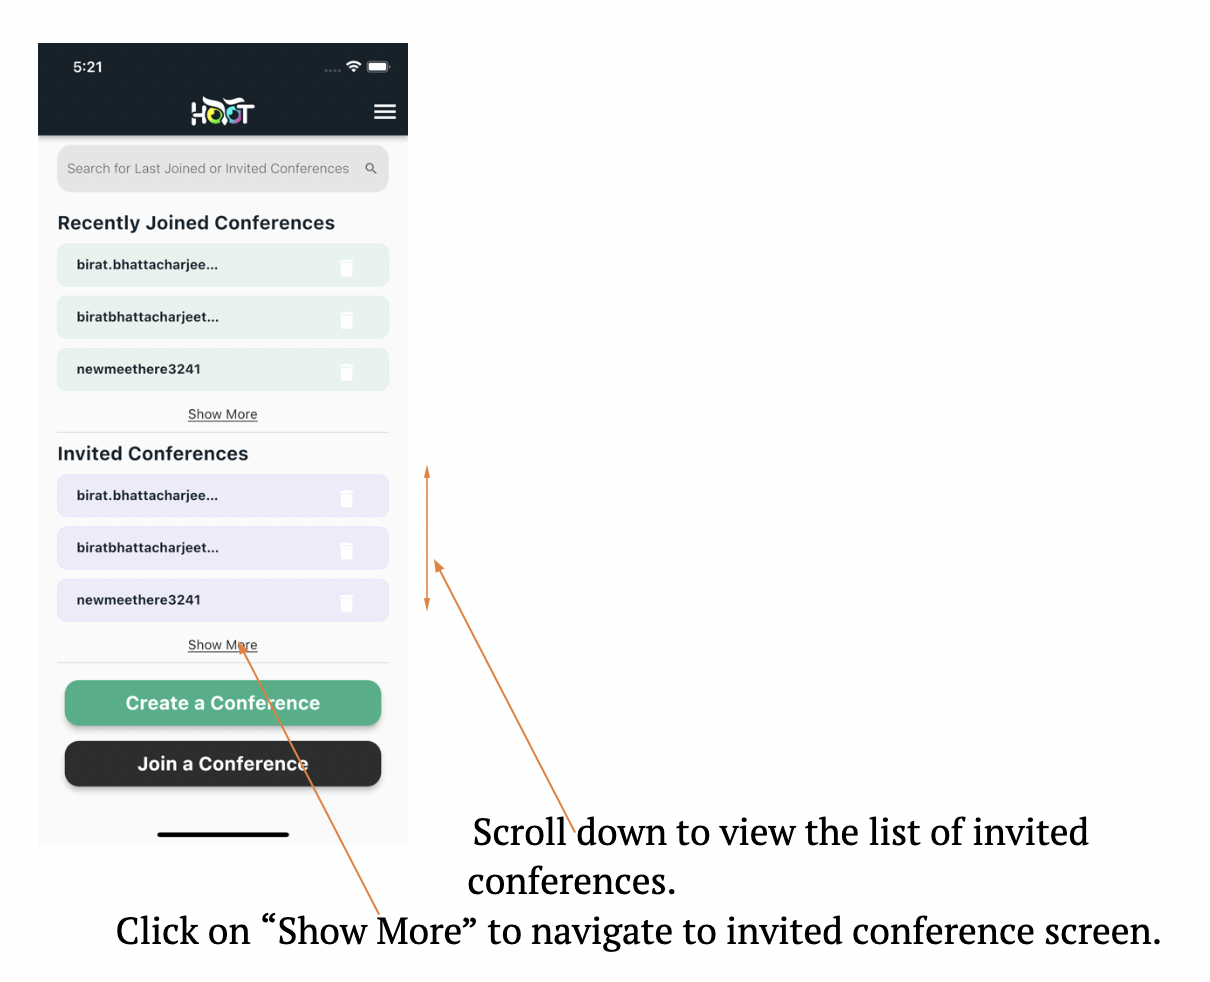 5:21
HOOT
Search for Last Joined or Invited Conferences
Recently Joined Conferences
birat.bhattacharjee...
biratbhattacharjeet...
newmeethere3241
Show More
Invited Conferences
birat.bhattacharjee...
biratbhattacharjeet...
newmeethere3241
Show More
Create a Conference
Join a Conference
Scroll down to view the list of invited
conferences.
Click on “Show More” to navigate to invited conference screen.